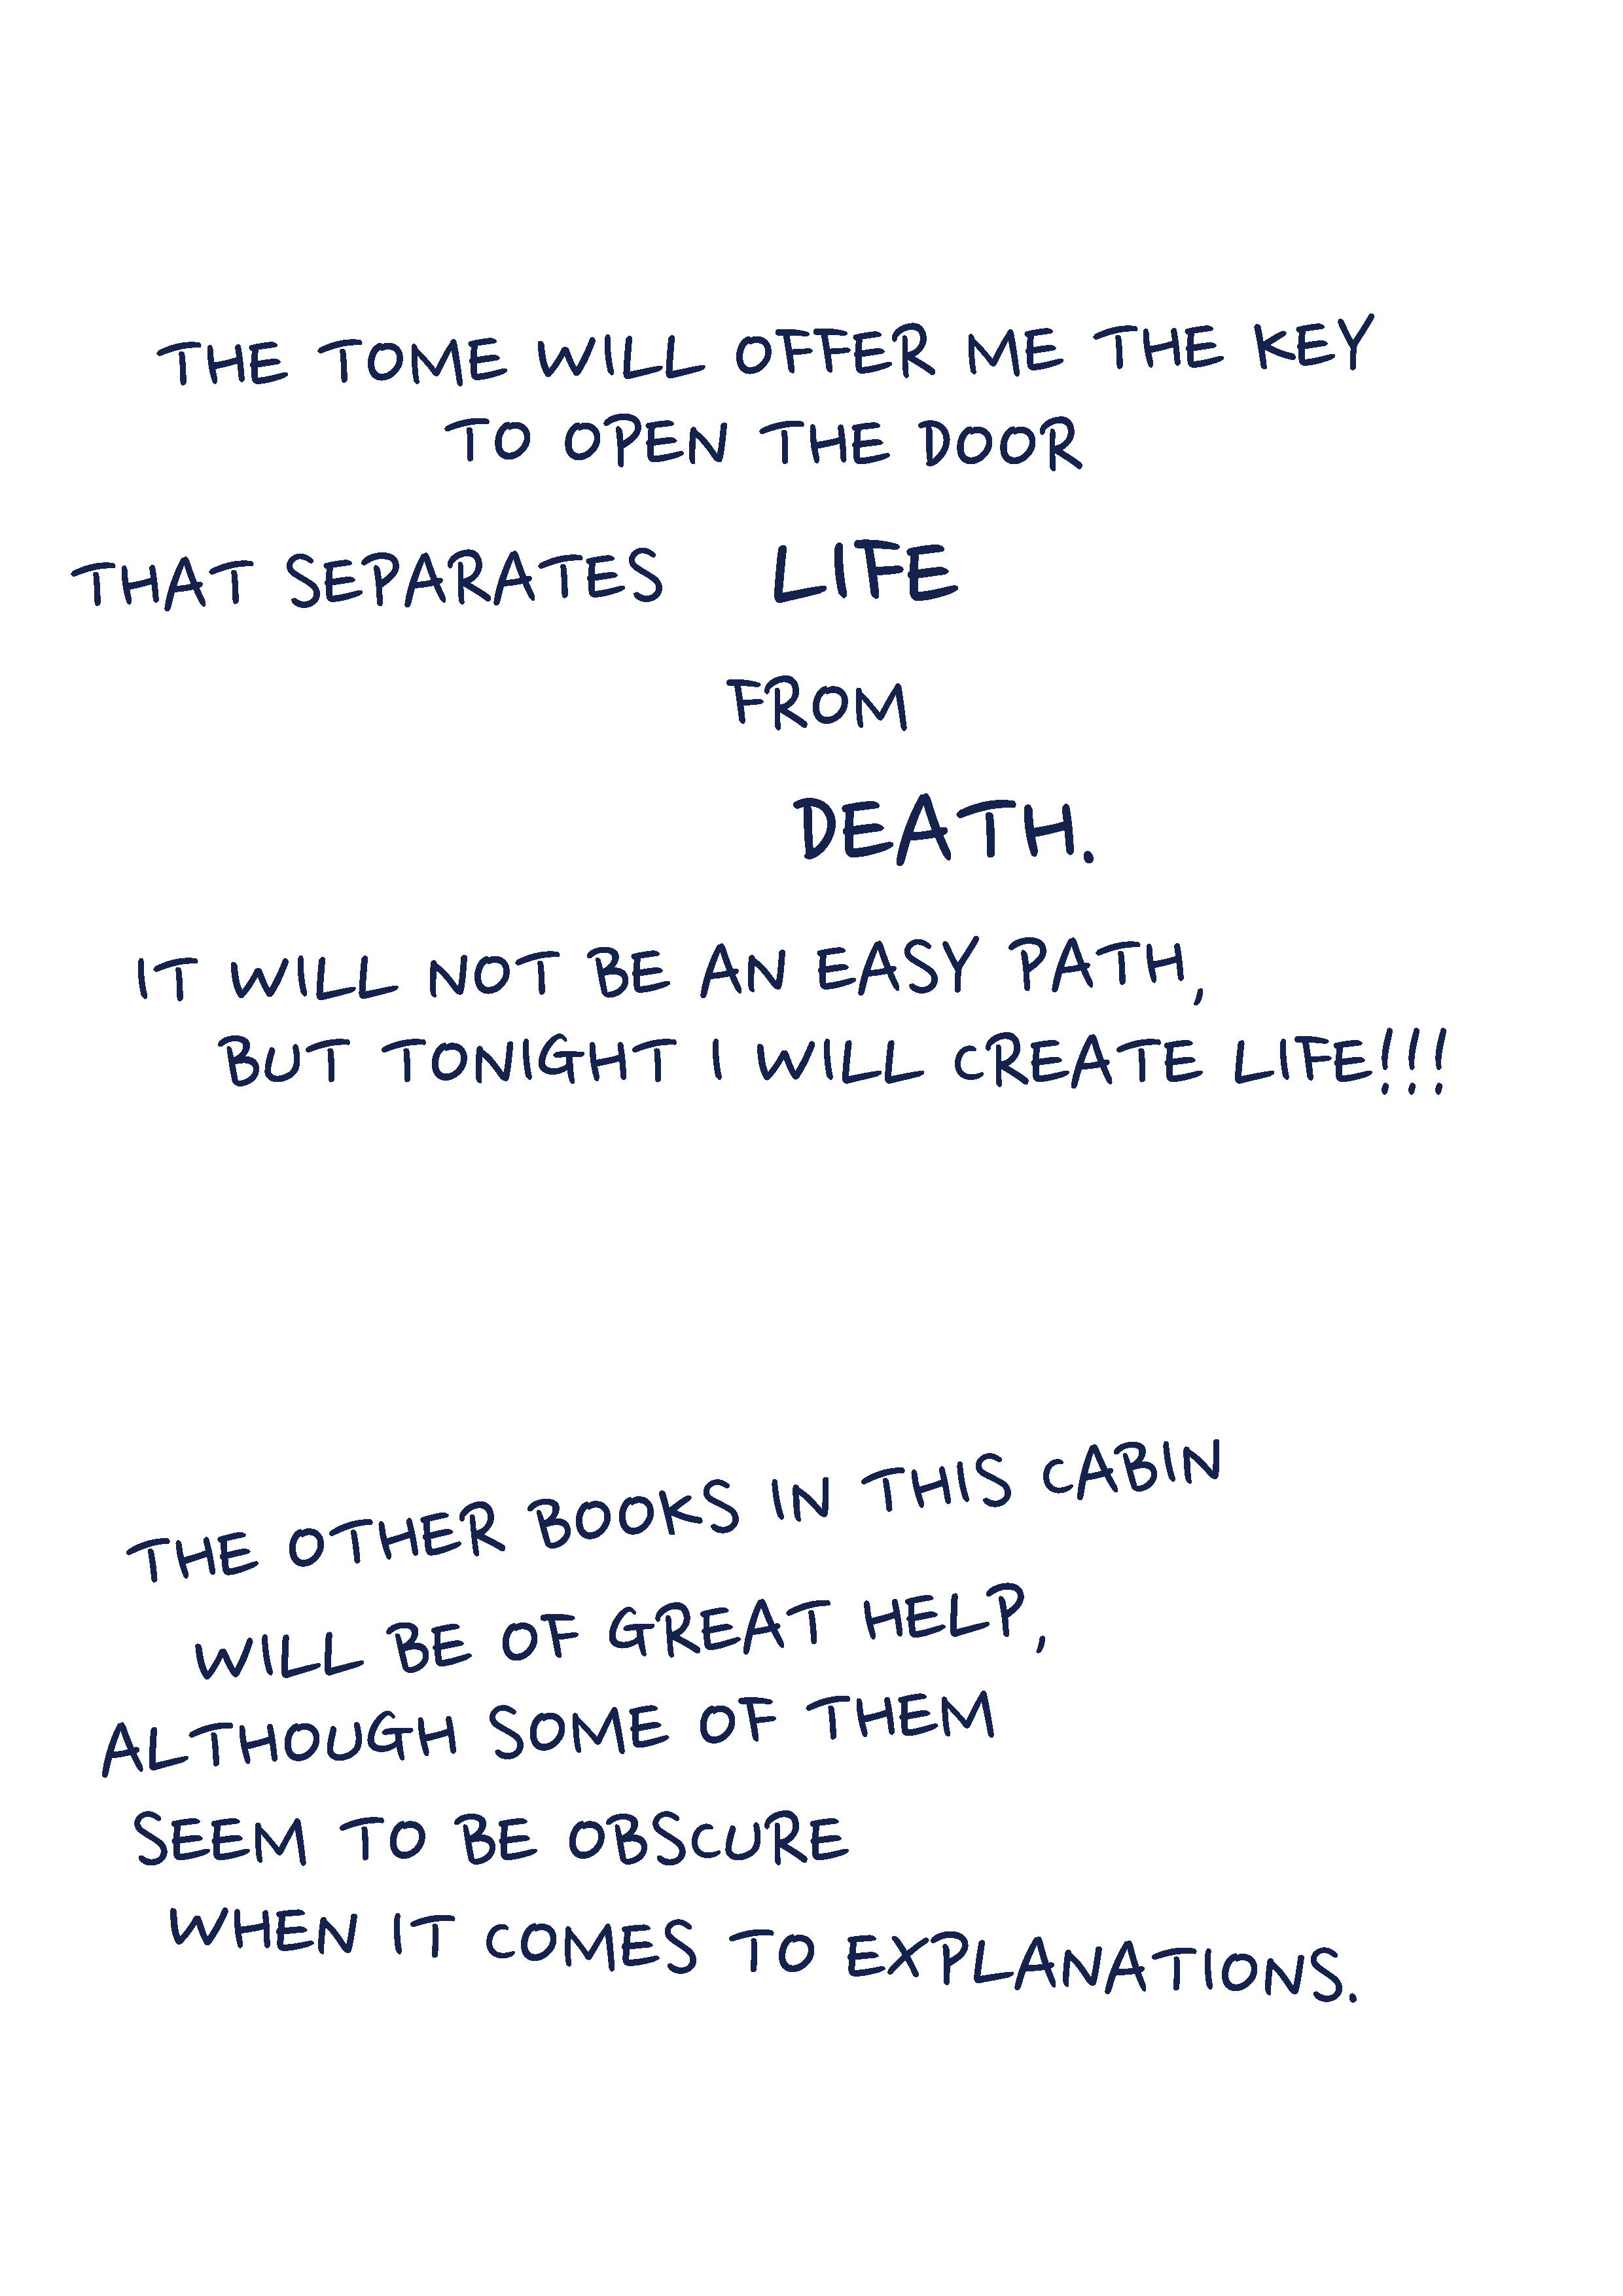 THE TOME WILL OFFER ME THE KEY
TO OPEN THE DOOR
THAT SEPARATES LIFE
FROM
DEATH.
IT WILL NOT BE AN EASY PATH,
BUT TONIGHT I WILL CREATE LIFE!!!
THE OTHER BOOKS IN THIS CABIN
WILL BE OF GREAT HELP,
ALTHOUGH SOME OF THEM
SEEM TO BE OBSCURE
WHEN IT COMES TO EXPLANATIONS.